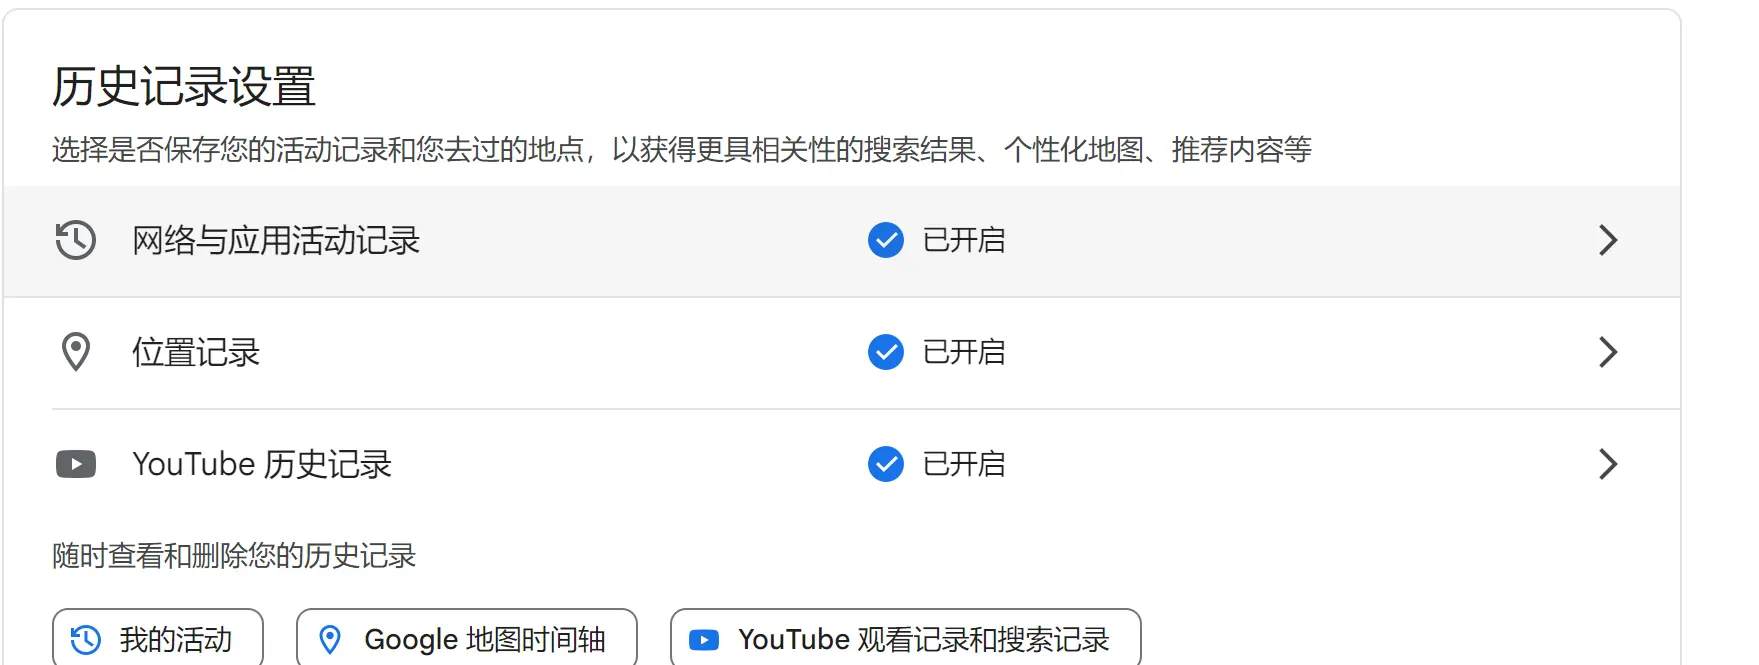 历史记录设置
选择是否保存您的活动记录和您去过的地点，以获得更具相关性的搜索结果、个性化地图、推荐内容等
网络与应用活动记录 已开启
位置记录 已开启
YouTube 历史记录 已开启
随时查看和删除您的历史记录
我的活动 Google 地图时间轴 YouTube 观看记录和搜索记录